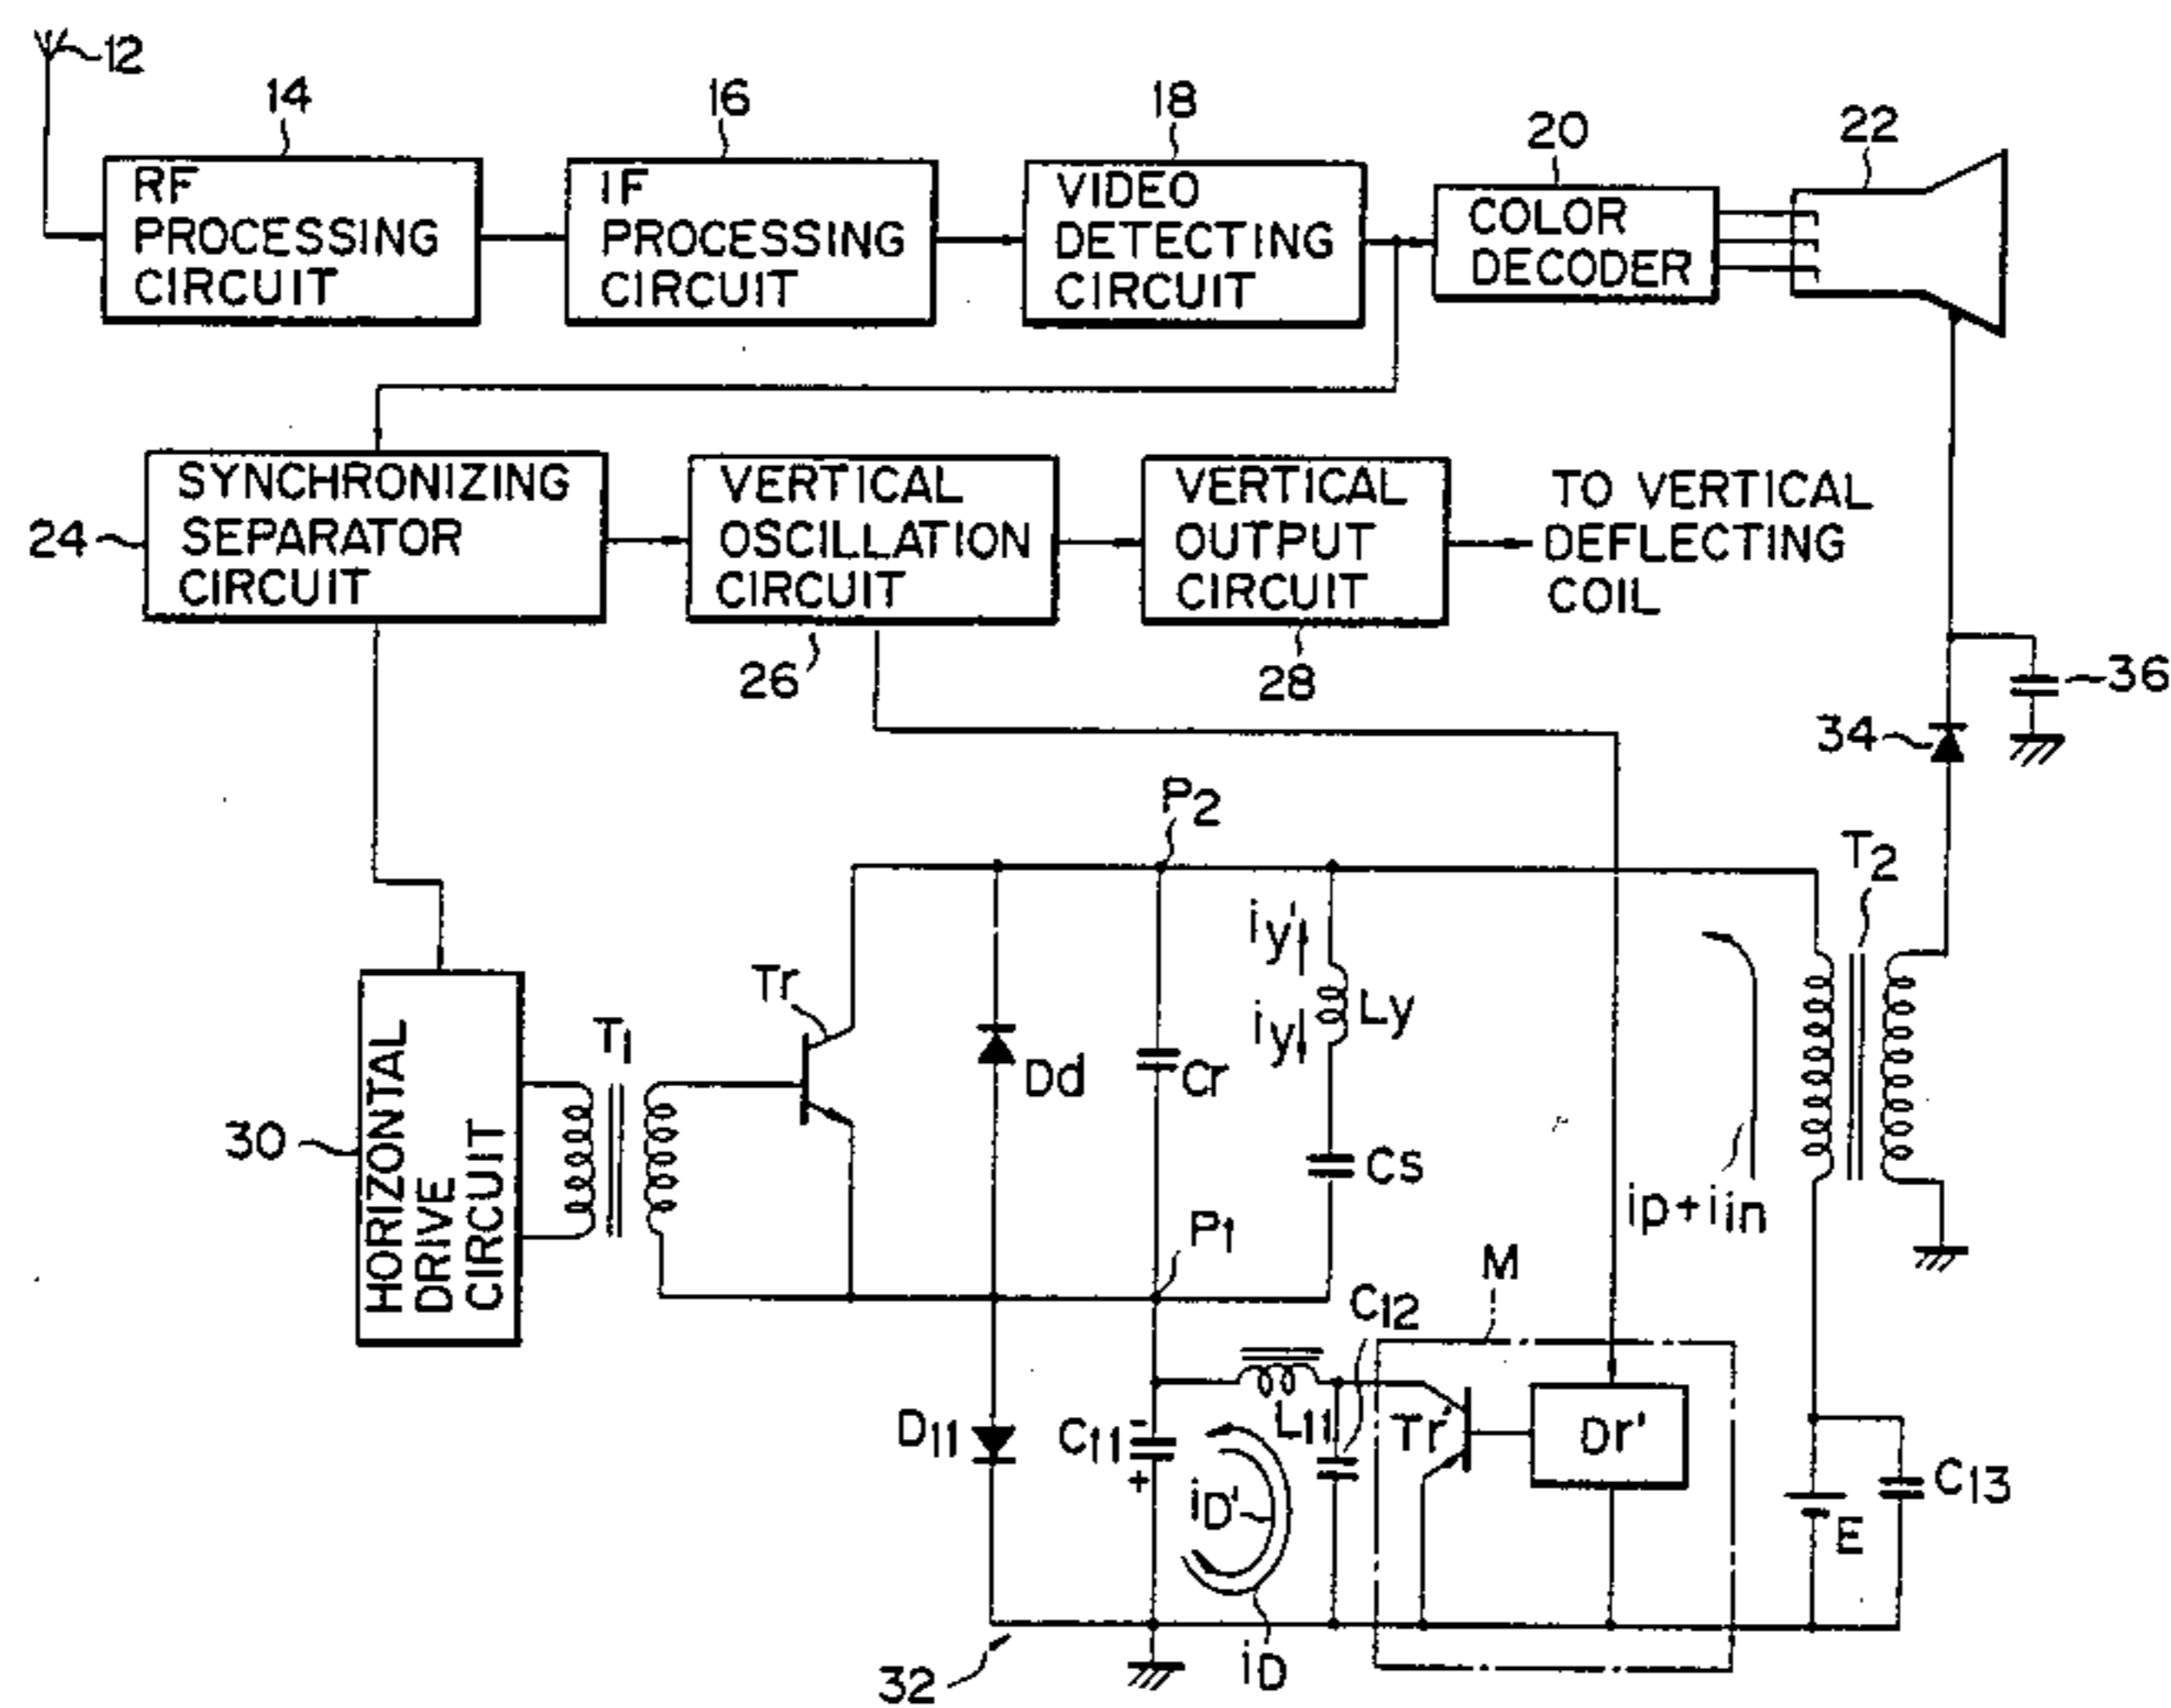 12
14
16
18
20
22
RF
PROCESSING
CIRCUIT
IF
PROCESSING
CIRCUIT
VIDEO
DETECTING
CIRCUIT
COLOR
DECODER
24
SYNCHRONIZING
SEPARATOR
CIRCUIT
VERTICAL
OSCILLATION
CIRCUIT
VERTICAL
OUTPUT
CIRCUIT
TO VERTICAL
DEFLECTING
COIL
26
28
36
34
P2
T2
iy'
iy
Ly
Tr
T1
Dd
Cr
Cs
30
HORIZONTAL
DRIVE
CIRCUIT
P1
ip+iin
M
C12
D11
C11
-
+
L11
Tr'
Dr'
iD'
iD
E
C13
32